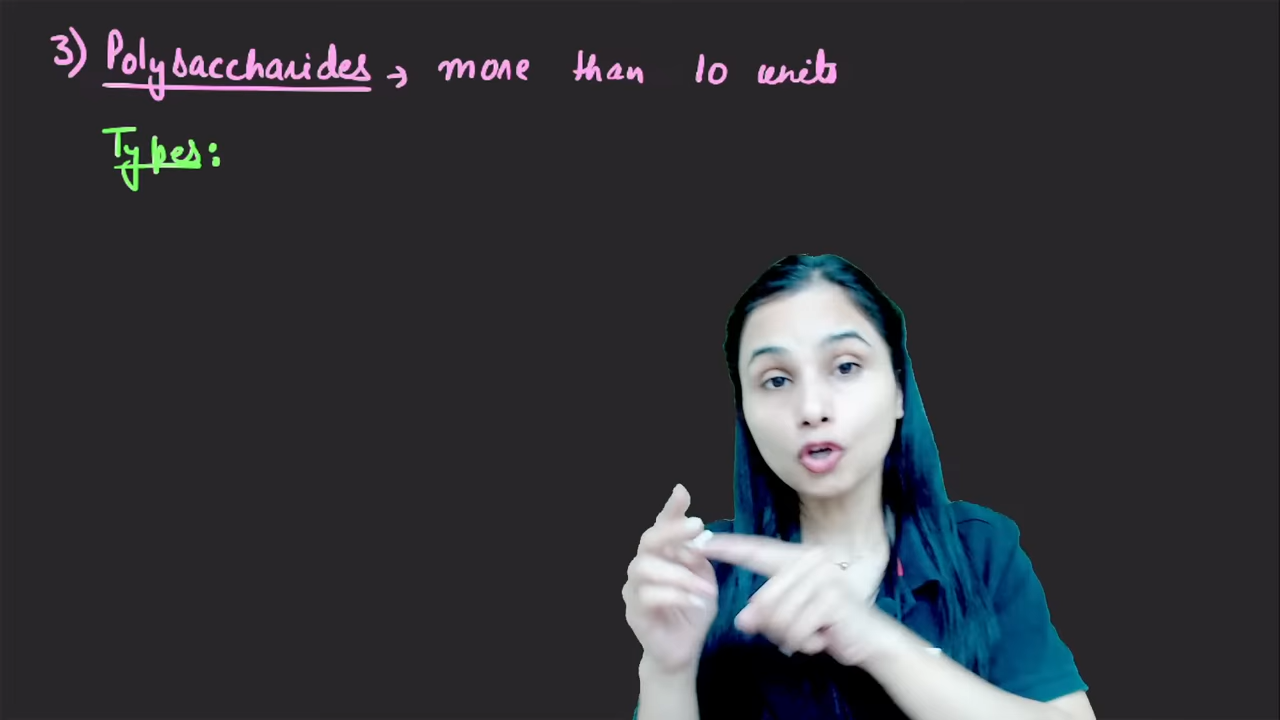 3) Polysaccharides → more than 10 units
Types: